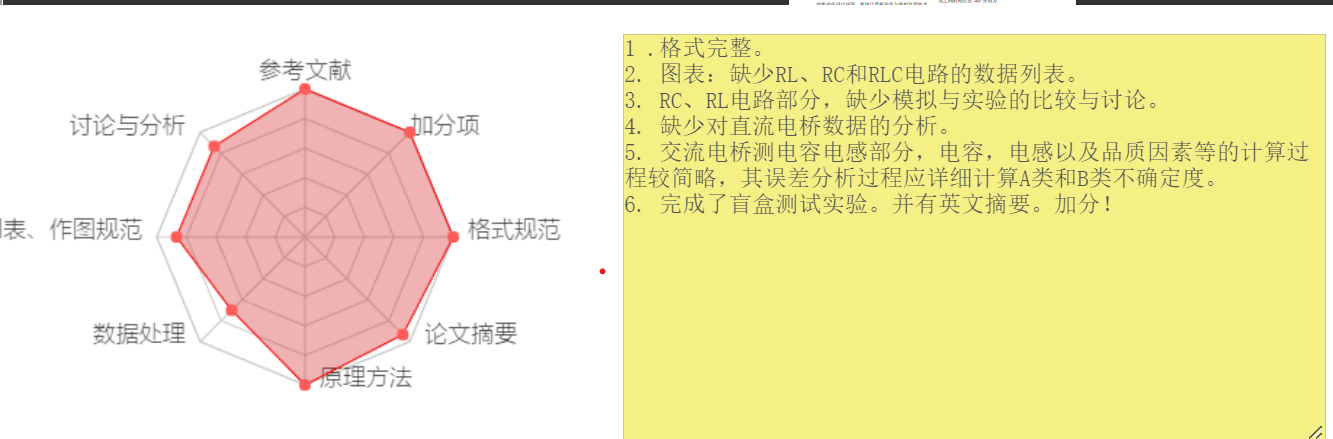 参考文献
讨论与分析
加分项
表、作图规范
格式规范
数据处理
论文摘要
原理方法
1 .格式完整。
2. 图表: 缺少RL、RC和RLC电路的数据列表。
3. RC、RL电路部分，缺少模拟与实验的比较与讨论。
4. 缺少对直流电桥数据的分析。
5. 交流电桥测电容电感部分，电容，电感以及品质因素等的计算过
程较简略，其误差分析过程应详细计算A类和B类不确定度。
6. 完成了盲盒测试实验。并有英文摘要。加分！